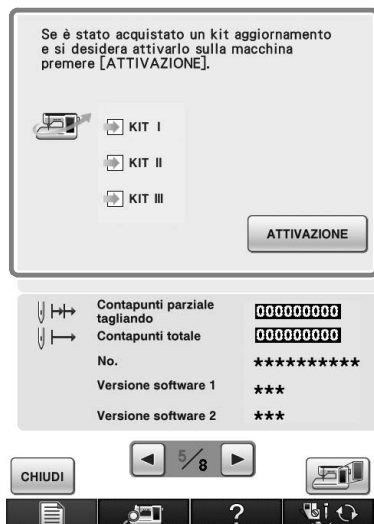 Se è stato acquistato un kit aggiornamento
e si desidera attivarlo sulla macchina
premere [ATTIVAZIONE].
KIT I
KIT II
KIT III
ATTIVAZIONE
Contapunti parziale
tagliando
000000000
Contapunti totale
000000000
No.
**********
Versione software 1
***
Versione software 2
***
CHIUDI
5/8
?